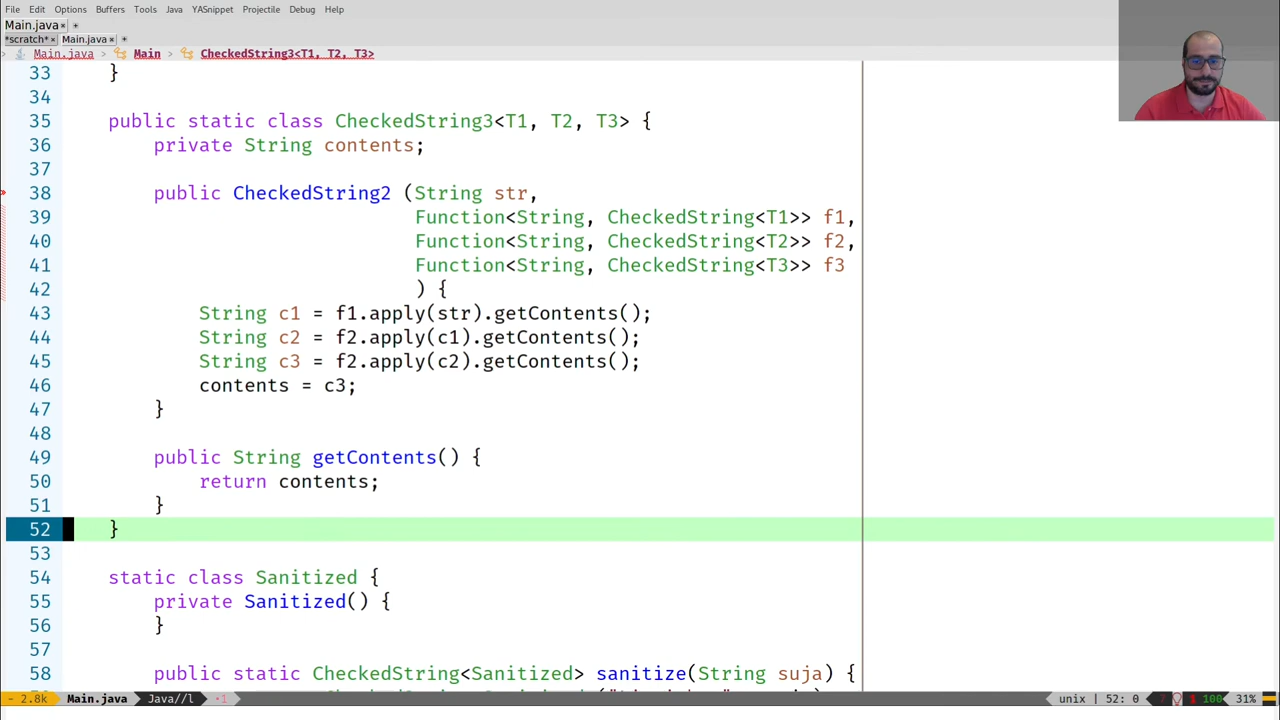 File Edit Options Buffers Tools Java YASnippet Projectile Debug Help
Main.java × +
*scratch* × Main.java × +
Main.java > Main > CheckedString3<T1, T2, T3>
33 }
34
35 public static class CheckedString3<T1, T2, T3> {
36 private String contents;
37
38 public CheckedString2 (String str,
39 Function<String, CheckedString<T1>> f1,
40 Function<String, CheckedString<T2>> f2,
41 Function<String, CheckedString<T3>> f3
42 ) {
43 String c1 = f1.apply(str).getContents();
44 String c2 = f2.apply(c1).getContents();
45 String c3 = f2.apply(c2).getContents();
46 contents = c3;
47 }
48
49 public String getContents() {
50 return contents;
51 }
52 }
53
54 static class Sanitized {
55 private Sanitized() {
56 }
57
58 public static CheckedString<Sanitized> sanitize(String suja) {
- 2.8k Main.java Java//l ·1 unix | 52: 0 100 31%